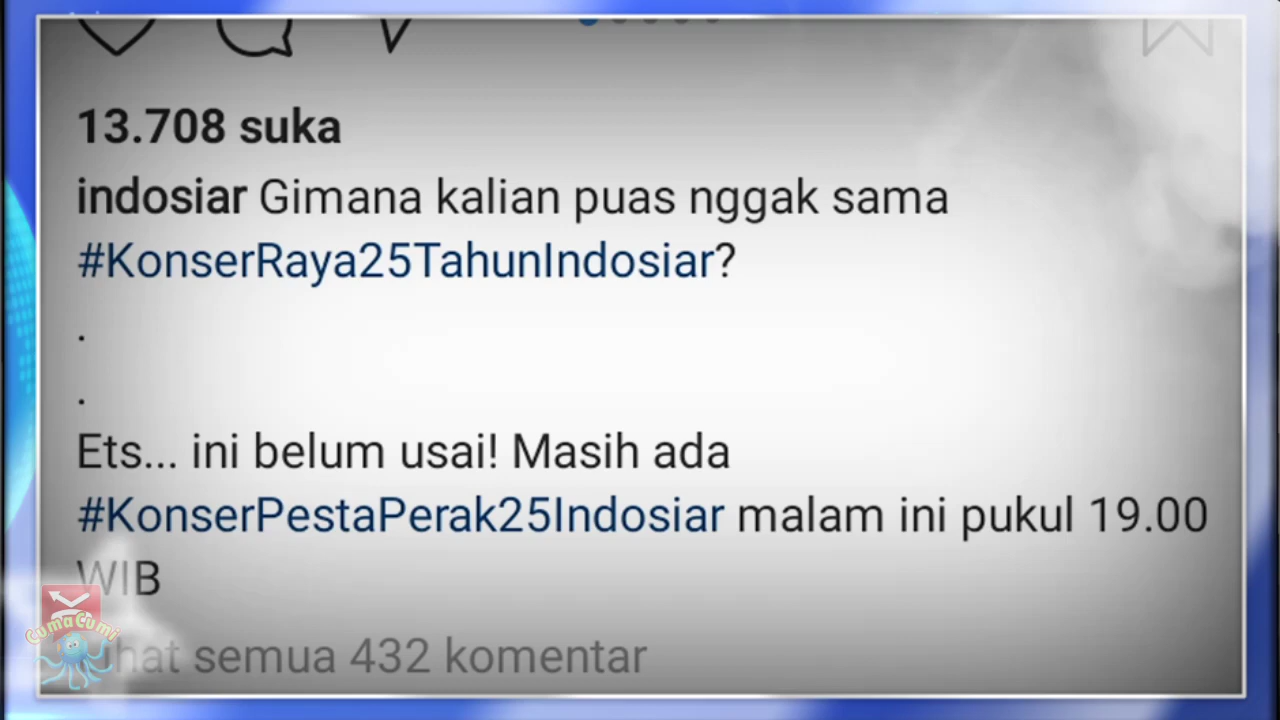 13.708 suka
indosiar Gimana kalian puas nggak sama
#KonserRaya25TahunIndosiar?
.
.
Ets... ini belum usai! Masih ada
#KonserPestaPerak25Indosiar malam ini pukul 19.00
WIB
Lihat semua 432 komentar
CumaCumi